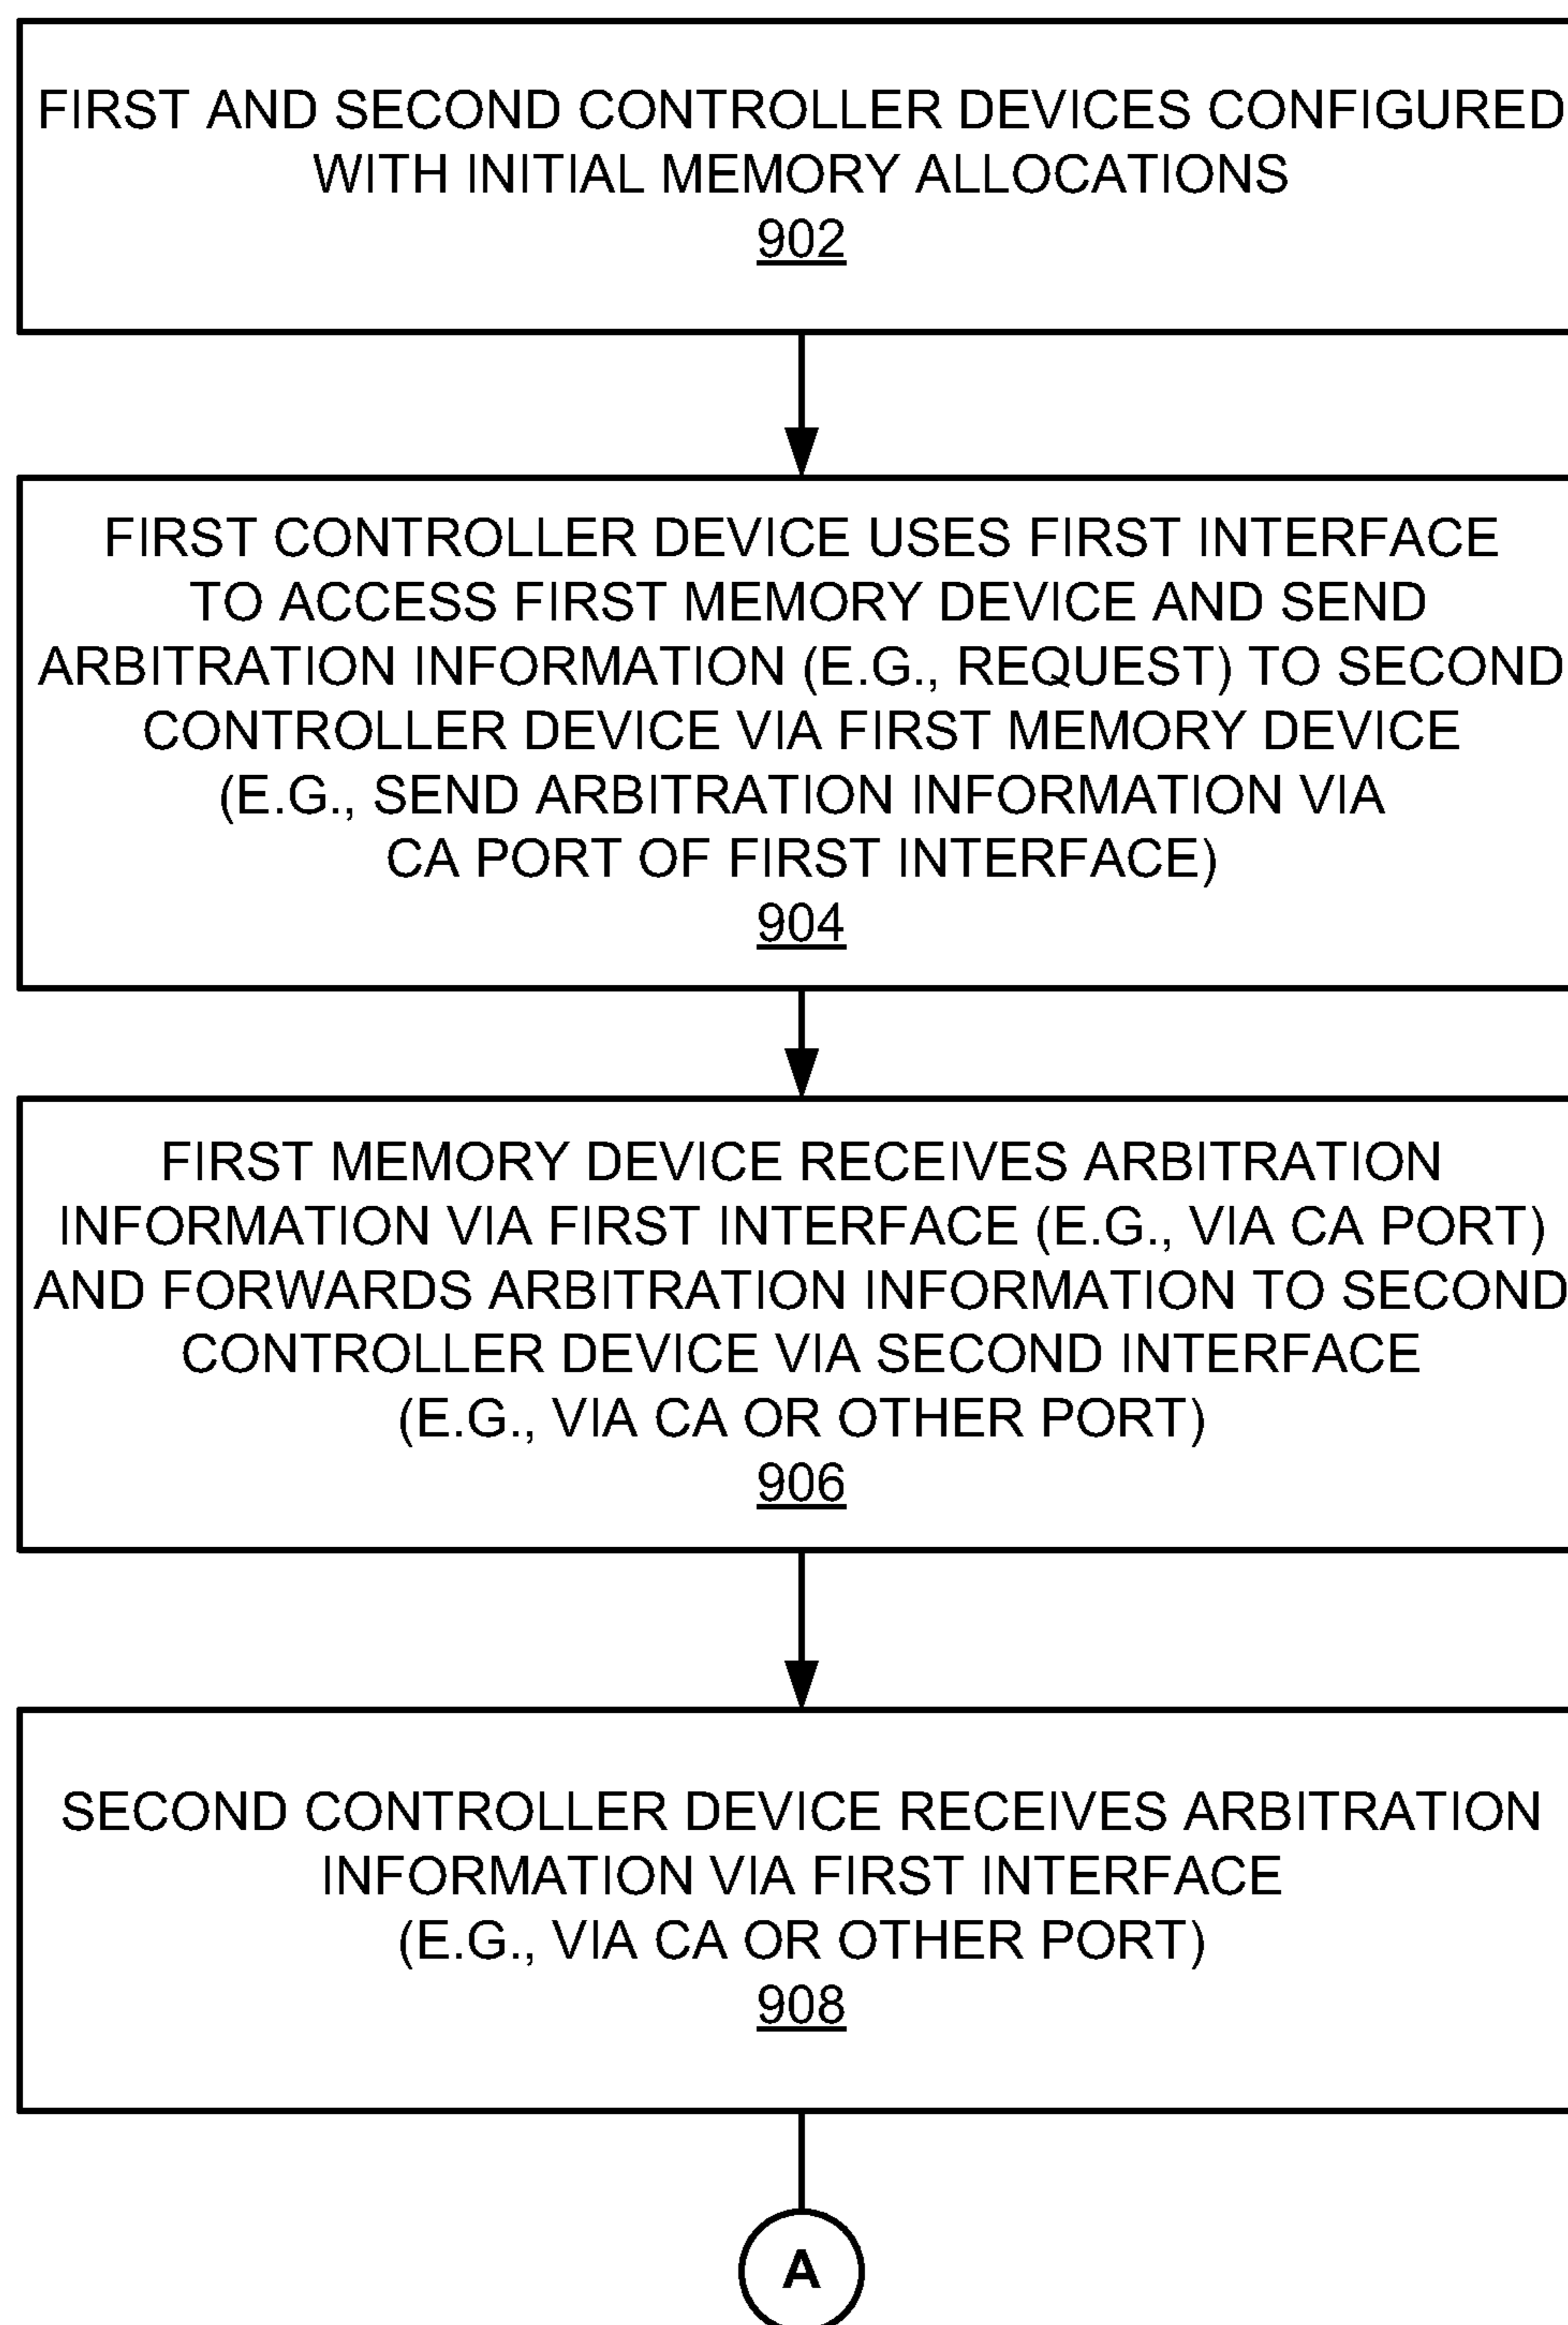 FIRST AND SECOND CONTROLLER DEVICES CONFIGURED
WITH INITIAL MEMORY ALLOCATIONS
902
FIRST CONTROLLER DEVICE USES FIRST INTERFACE
TO ACCESS FIRST MEMORY DEVICE AND SEND
ARBITRATION INFORMATION (E.G., REQUEST) TO SECOND
CONTROLLER DEVICE VIA FIRST MEMORY DEVICE
(E.G., SEND ARBITRATION INFORMATION VIA
CA PORT OF FIRST INTERFACE)
904
FIRST MEMORY DEVICE RECEIVES ARBITRATION
INFORMATION VIA FIRST INTERFACE (E.G., VIA CA PORT)
AND FORWARDS ARBITRATION INFORMATION TO SECOND
CONTROLLER DEVICE VIA SECOND INTERFACE
(E.G., VIA CA OR OTHER PORT)
906
SECOND CONTROLLER DEVICE RECEIVES ARBITRATION
INFORMATION VIA FIRST INTERFACE
(E.G., VIA CA OR OTHER PORT)
908
A